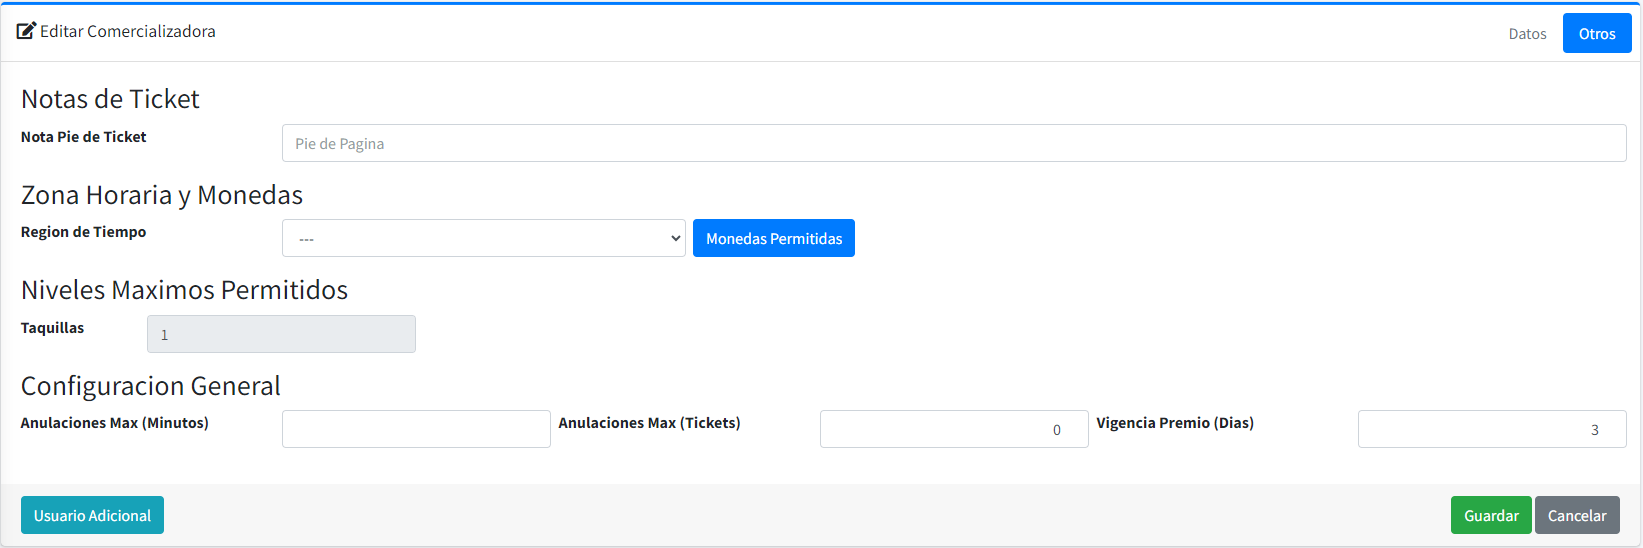 Editar Comercializadora
Datos
Otros
Notas de Ticket
Nota Pie de Ticket
Pie de Pagina
Zona Horaria y Monedas
Region de Tiempo
---
Monedas Permitidas
Niveles Maximos Permitidos
Taquillas
1
Configuracion General
Anulaciones Max (Minutos)
Anulaciones Max (Tickets)
0
Vigencia Premio (Dias)
3
Usuario Adicional
Guardar
Cancelar